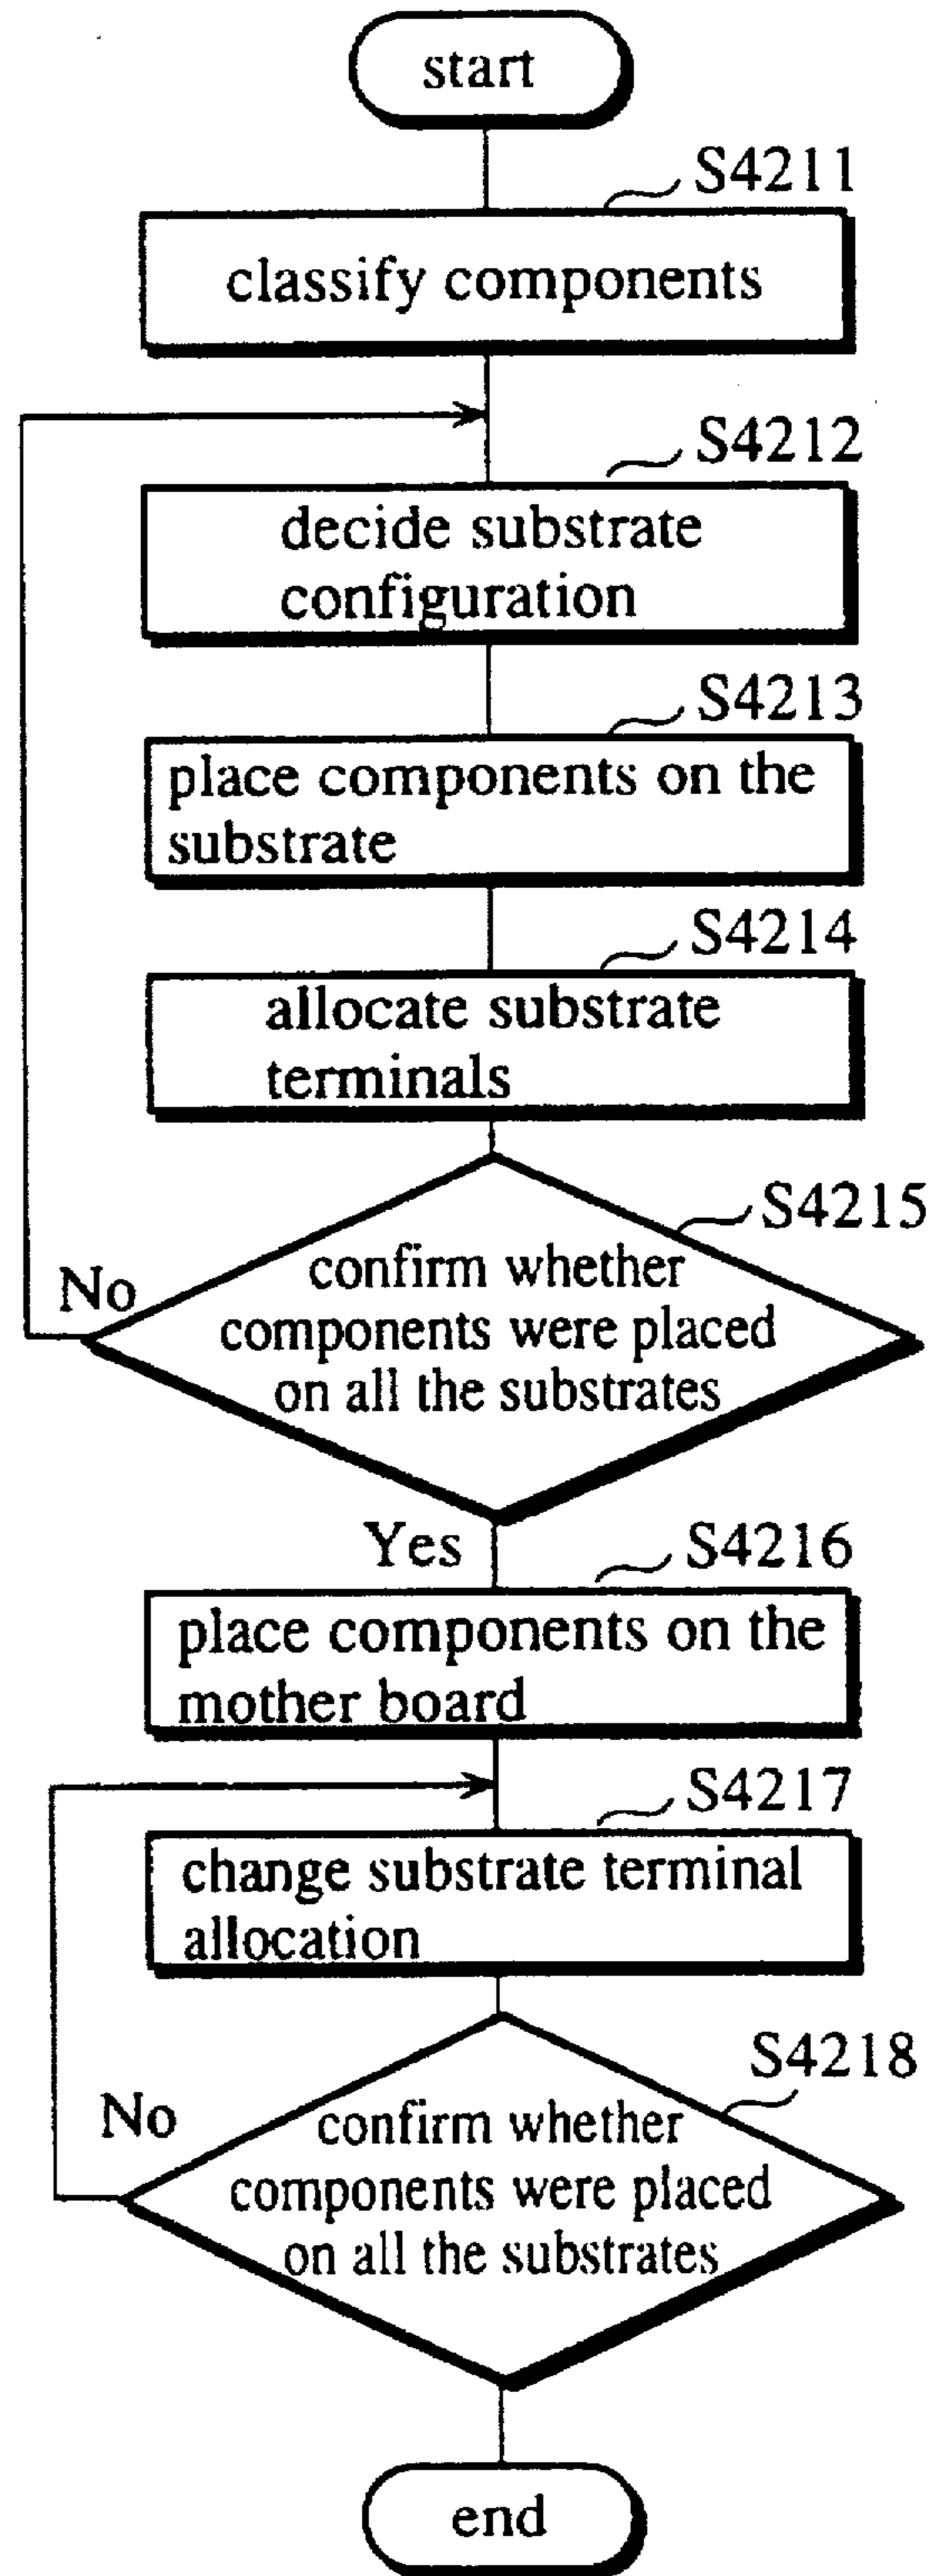 start
S4211
classify components
S4212
decide substrate
configuration
S4213
place components on the
substrate
S4214
allocate substrate
terminals
S4215
confirm whether
components were placed
on all the substrates
No
Yes
S4216
place components on the
mother board
S4217
change substrate terminal
allocation
S4218
confirm whether
components were placed
on all the substrates
No
end